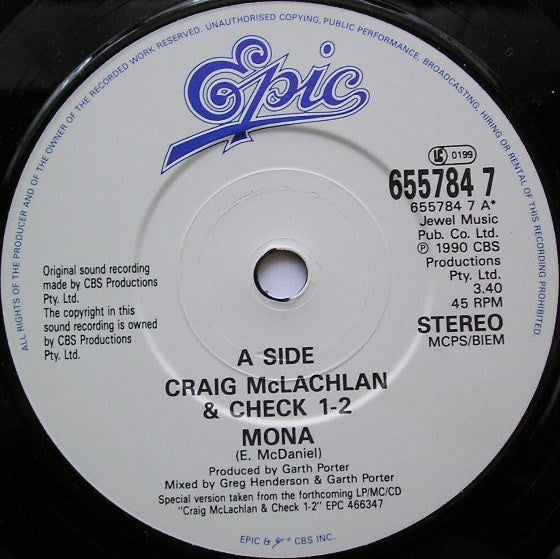 ALL RIGHTS OF THE PRODUCER AND OF THE OWNER OF THE RECORDED WORK RESERVED. UNAUTHORISED COPYING, PUBLIC PERFORMANCE, BROADCASTING, HIRING OR RENTAL OF THIS RECORDING PROHIBITED.
Epic
LC 0199
655784 7
655784 7 A*
Jewel Music
Pub. Co. Ltd.
℗ 1990 CBS
Productions
Pty. Ltd.
3.40
45 RPM
STEREO
MCPS/BIEM
Original sound recording
made by CBS Productions
Pty. Ltd.
The copyright in this
sound recording is owned
by CBS Productions
Pty. Ltd.
A SIDE
CRAIG McLACHLAN
& CHECK 1-2
MONA
(E. McDaniel)
Produced by Garth Porter
Mixed by Greg Henderson & Garth Porter
Special version taken from the forthcoming LP/MC/CD
"Craig McLachlan & Check 1-2" EPC 466347
EPIC & ® CBS INC.